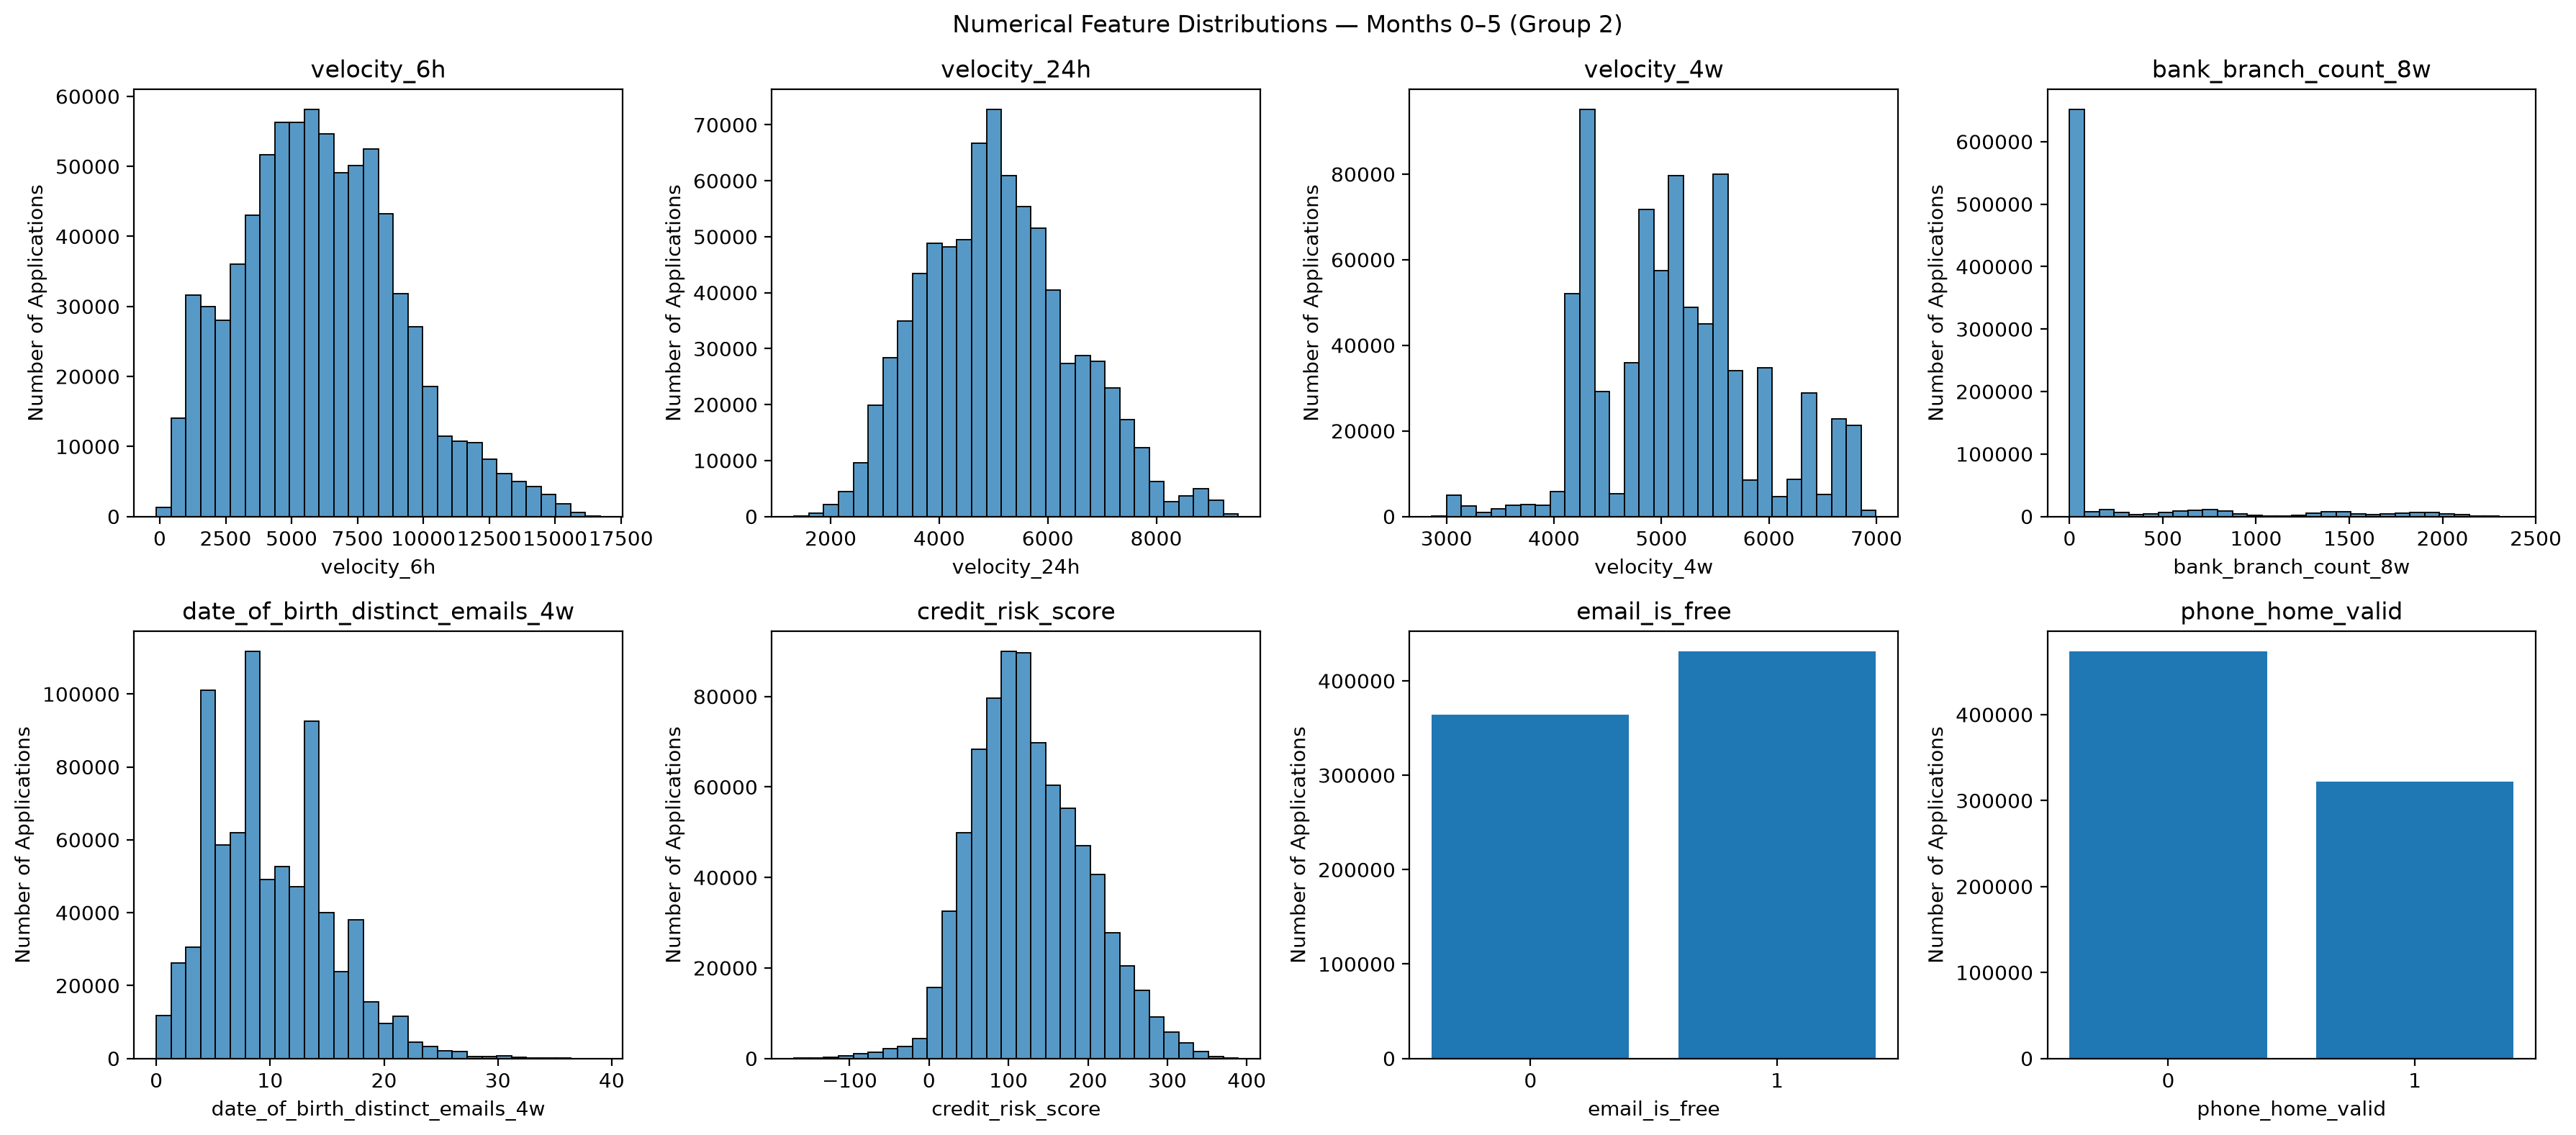 Numerical Feature Distributions — Months 0–5 (Group 2)
velocity_6h
Number of Applications
60000
50000
40000
30000
20000
10000
0
0 2500 5000 7500 10000 12500 15000 17500
velocity_6h
velocity_24h
Number of Applications
70000
60000
50000
40000
30000
20000
10000
0
2000 4000 6000 8000
velocity_24h
velocity_4w
Number of Applications
80000
60000
40000
20000
0
3000 4000 5000 6000 7000
velocity_4w
bank_branch_count_8w
Number of Applications
600000
500000
400000
300000
200000
100000
0
0 500 1000 1500 2000 2500
bank_branch_count_8w
date_of_birth_distinct_emails_4w
Number of Applications
100000
80000
60000
40000
20000
0
0 10 20 30 40
date_of_birth_distinct_emails_4w
credit_risk_score
Number of Applications
80000
60000
40000
20000
0
−100 0 100 200 300 400
credit_risk_score
email_is_free
Number of Applications
400000
300000
200000
100000
0
0 1
email_is_free
phone_home_valid
Number of Applications
400000
300000
200000
100000
0
0 1
phone_home_valid